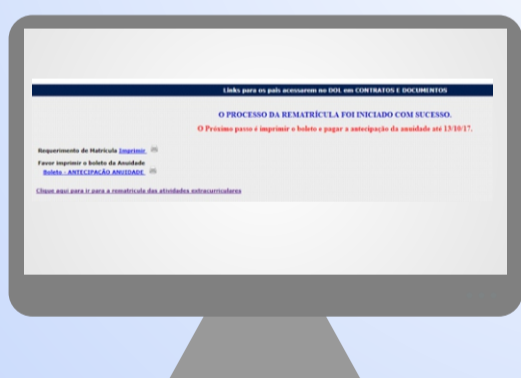 Links para os pais acessarem no DOL em CONTRATOS E DOCUMENTOS
O PROCESSO DA REMATRÍCULA FOI INICIADO COM SUCESSO.
O Próximo passo é imprimir o boleto e pagar a antecipação da anuidade até 13/10/17.
Requerimento de Matrícula Imprimir
Favor imprimir o boleto da Anuidade
Boleto - ANTECIPAÇÃO ANUIDADE
Clique aqui para ir para a rematrícula das atividades extracurriculares